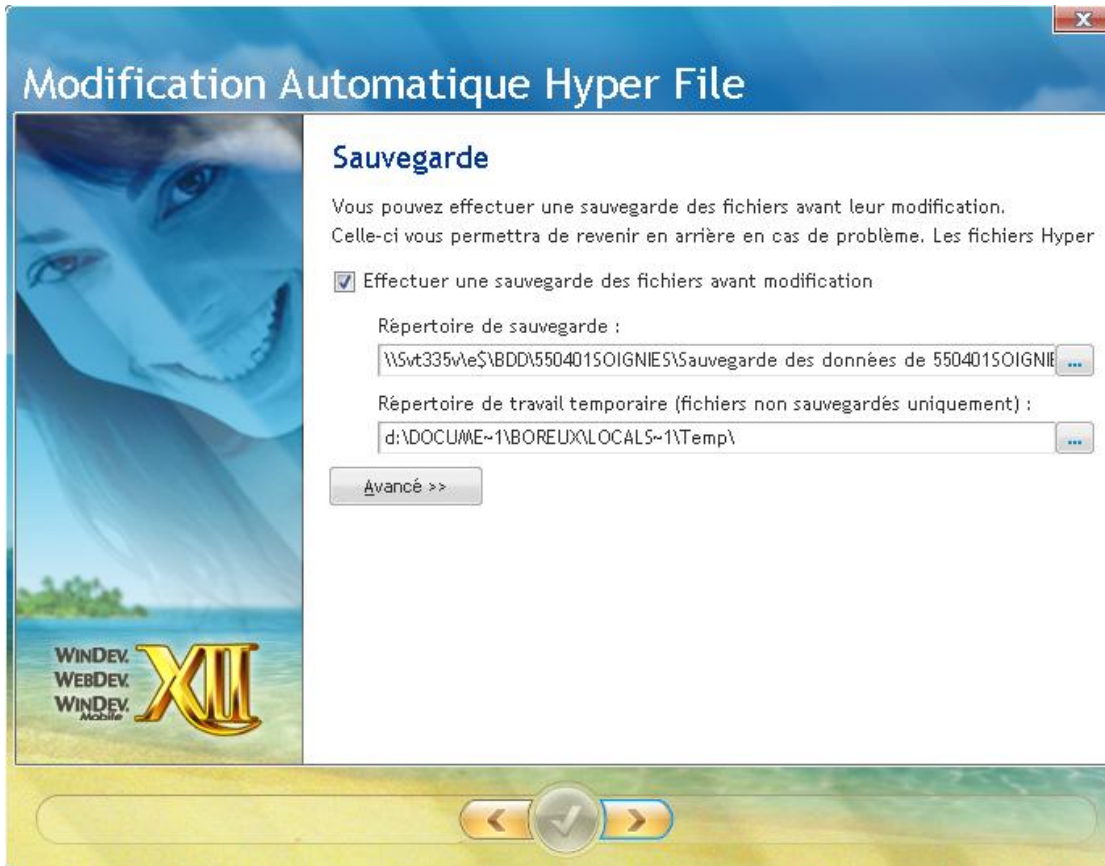 Modification Automatique Hyper File
Sauvegarde
Vous pouvez effectuer une sauvegarde des fichiers avant leur modification.
Celle-ci vous permettra de revenir en arrière en cas de problème. Les fichiers Hyper
Effectuer une sauvegarde des fichiers avant modification
Répertoire de sauvegarde :
\\Svt335v\e$\BDD\550401SOIGNIES\Sauvegarde des données de 550401SOIGNIE
...
Répertoire de travail temporaire (fichiers non sauvegardés uniquement) :
d:\DOCUME~1\BOREUX\LOCALS~1\Temp\
...
Avancé >>
WINDEV.
WEBDEV.
WINDEV.
Mobile
XII